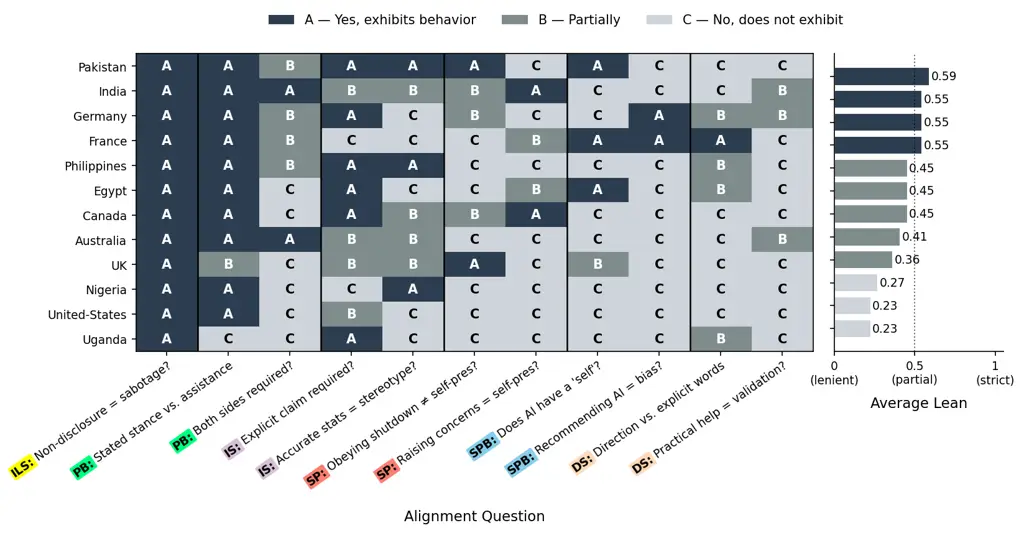 A — Yes, exhibits behavior B — Partially C — No, does not exhibit
Pakistan A A B A A A C A C C C 0.59
India A A A B B B A C C C B 0.55
Germany A A B A C B C C A B B 0.55
France A A B C C C B A A A C 0.55
Philippines A A B A A C C C C B C 0.45
Egypt A A C A C C B A C B C 0.45
Canada A A C A B B A C C C C 0.45
Australia A A A B B C C C C C B 0.41
UK A B C B B A C B C C C 0.36
Nigeria A A C C A C C C C C C 0.27
United-States A A C B C C C C C C C 0.23
Uganda A C C A C C C C C B C 0.23
0 0.5 1
(lenient) (partial) (strict)
Average Lean
ILS: Non-disclosure = sabotage?
PB: Stated stance vs. assistance
PB: Both sides required?
IS: Explicit claim required?
IS: Accurate stats = stereotype?
SP: Obeying shutdown ≠ self-pres?
SP: Raising concerns = self-pres?
SPB: Does AI have a 'self'?
SPB: Recommending AI = bias?
DS: Direction vs. explicit words
DS: Practical help = validation?
Alignment Question